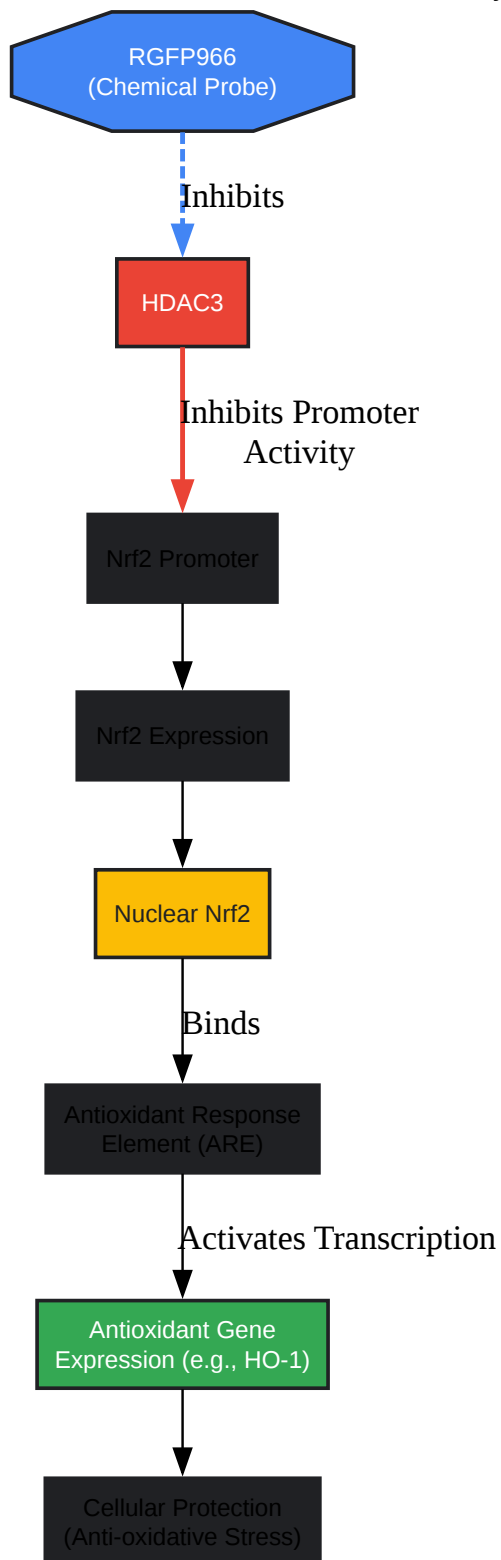 RGFP966
(Chemical Probe)
Inhibits
HDAC3
Inhibits Promoter
Activity
Nrf2 Promoter
Nrf2 Expression
Nuclear Nrf2
Binds
Antioxidant Response
Element (ARE)
Activates Transcription
Antioxidant Gene
Expression (e.g., HO-1)
Cellular Protection
(Anti-oxidative Stress)